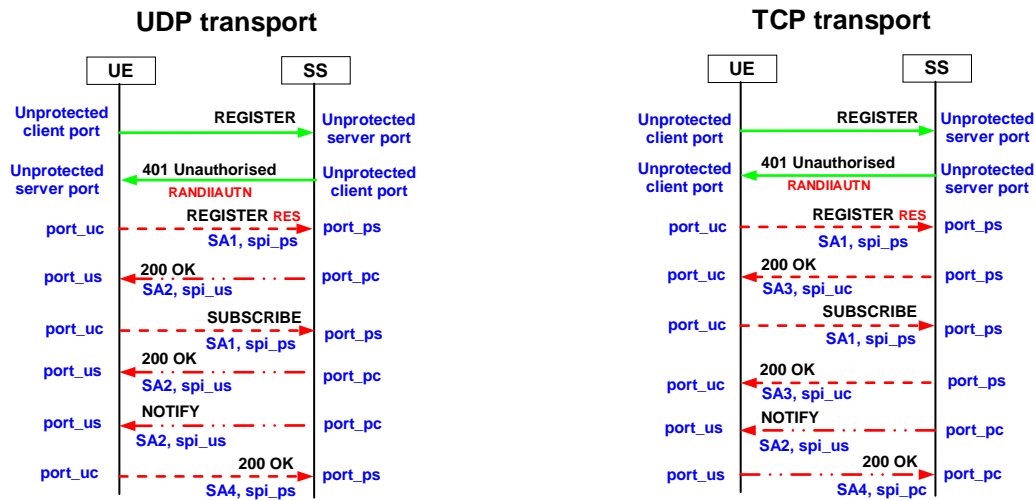 UDP transport
UE
SS
Unprotected
client port
REGISTER
Unprotected
server port
Unprotected
server port
401 Unauthorised
RANDIIAUTN
Unprotected
client port
port_uc
REGISTER RES
SA1, spi_ps
port_ps
port_us
200 OK
SA2, spi_us
port_pc
port_uc
SUBSCRIBE
SA1, spi_ps
port_ps
port_us
200 OK
SA2, spi_us
port_pc
port_us
NOTIFY
SA2, spi_us
port_pc
port_uc
200 OK
SA4, spi_ps
port_ps
TCP transport
UE
SS
Unprotected
client port
REGISTER
Unprotected
server port
Unprotected
client port
401 Unauthorised
RANDIIAUTN
Unprotected
server port
port_uc
REGISTER RES
SA1, spi_ps
port_ps
port_uc
200 OK
SA3, spi_uc
port_ps
port_uc
SUBSCRIBE
SA1, spi_ps
port_ps
port_uc
200 OK
SA3, spi_uc
port_ps
port_us
NOTIFY
SA2, spi_us
port_pc
port_us
200 OK
SA4, spi_pc
port_pc